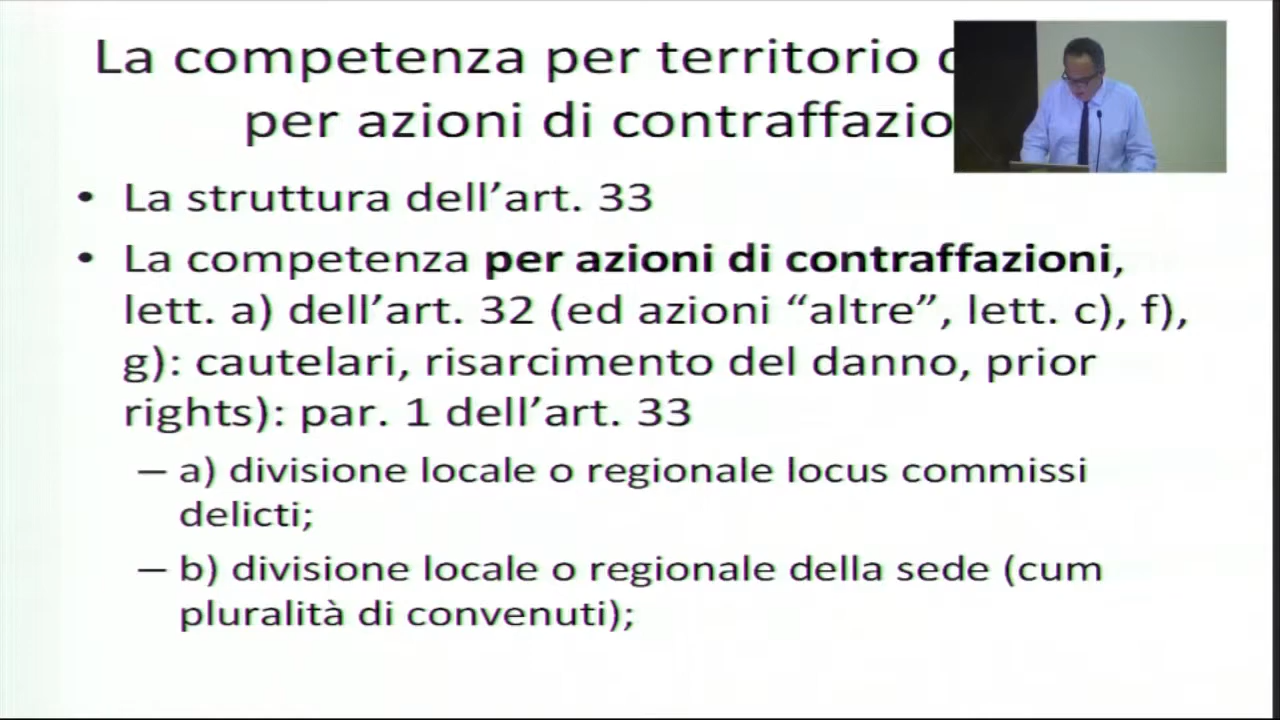 La competenza per territorio
per azioni di
• La struttura dell’art. 33
• La competenza per azioni di contraffazioni,
lett. a) dell’art. 32 (ed azioni “altre”, lett. c), f),
g): cautelari, risarcimento del danno, prior
rights): par. 1 dell’art. 33
– a) divisione locale o regionale locus commissi
delicti;
– b) divisione locale o regionale della sede (cum
pluralità di convenuti);